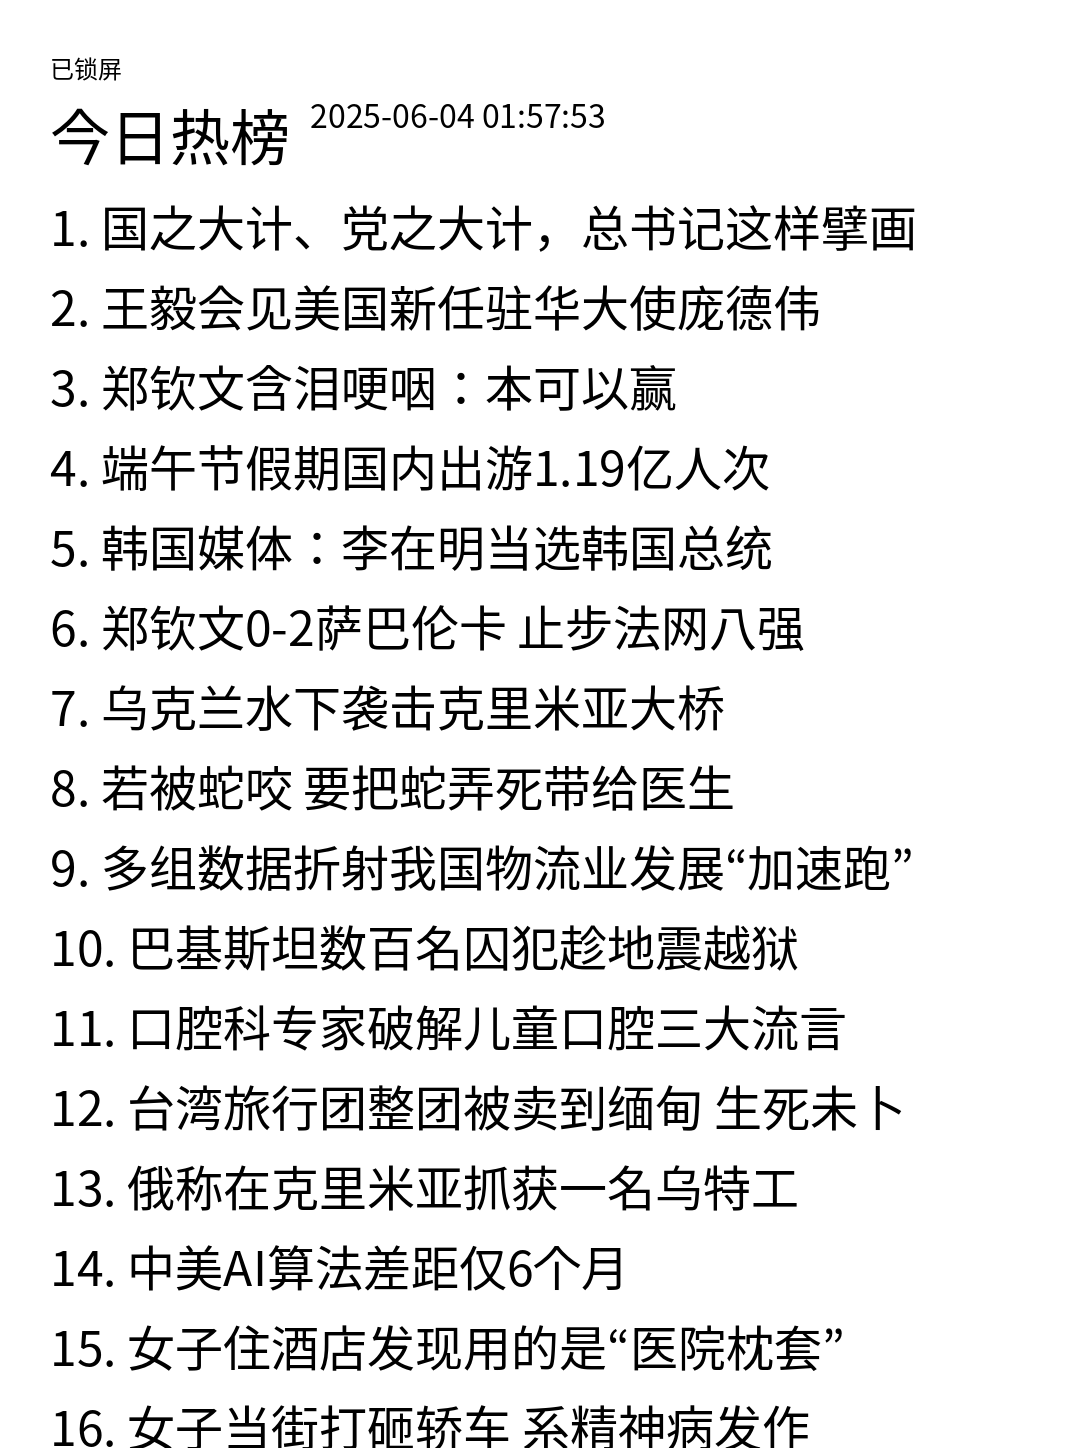 已锁屏
今日热榜 2025-06-04 01:57:53
1. 国之大计、党之大计，总书记这样擘画
2. 王毅会见美国新任驻华大使庞德伟
3. 郑钦文含泪哽咽：本可以赢
4. 端午节假期国内出游1.19亿人次
5. 韩国媒体：李在明当选韩国总统
6. 郑钦文0-2萨巴伦卡 止步法网八强
7. 乌克兰水下袭击克里米亚大桥
8. 若被蛇咬 要把蛇弄死带给医生
9. 多组数据折射我国物流业发展“加速跑”
10. 巴基斯坦数百名囚犯趁地震越狱
11. 口腔科专家破解儿童口腔三大流言
12. 台湾旅行团整团被卖到缅甸 生死未卜
13. 俄称在克里米亚抓获一名乌特工
14. 中美AI算法差距仅6个月
15. 女子住酒店发现用的是“医院枕套”
16. 女子当街打砸轿车 系精神病发作